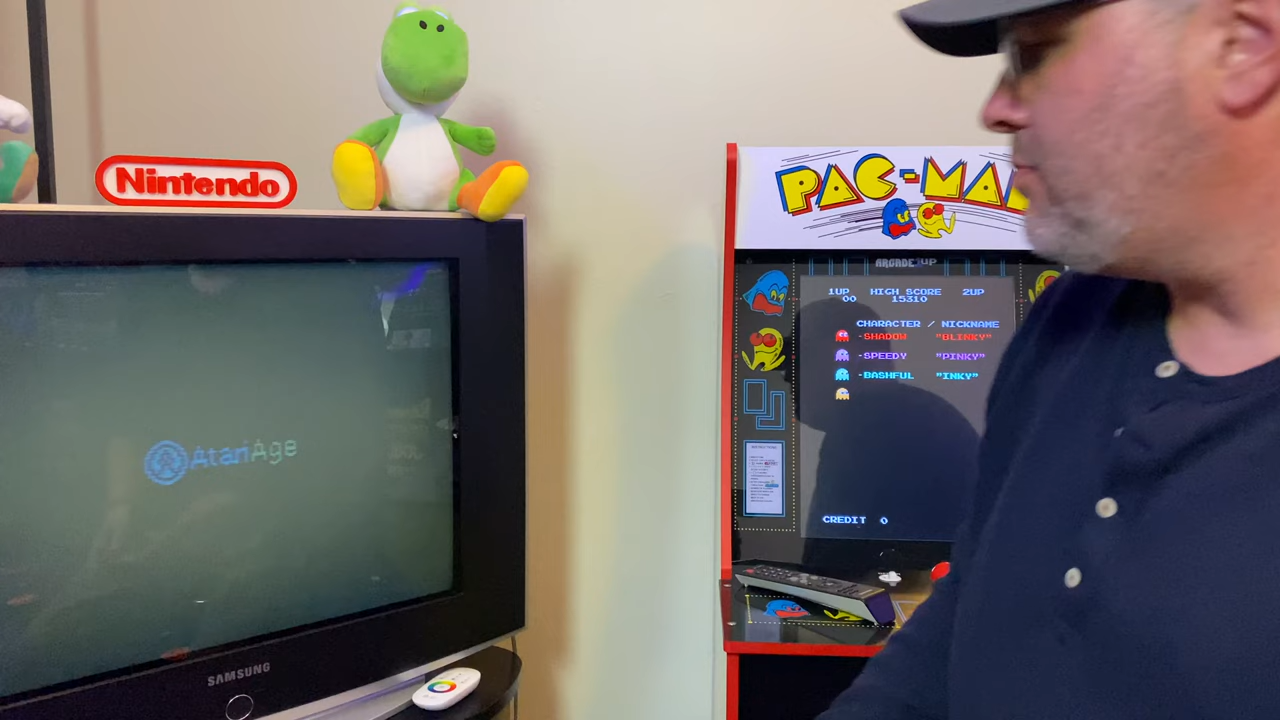 Nintendo
AtariAge
SAMSUNG
PAC-MA
ARCADE1UP
1UP HIGH SCORE 2UP
00 15310
CHARACTER / NICKNAME
-SHADOW "BLINKY"
-SPEEDY "PINKY"
-BASHFUL "INKY"
CREDIT 0